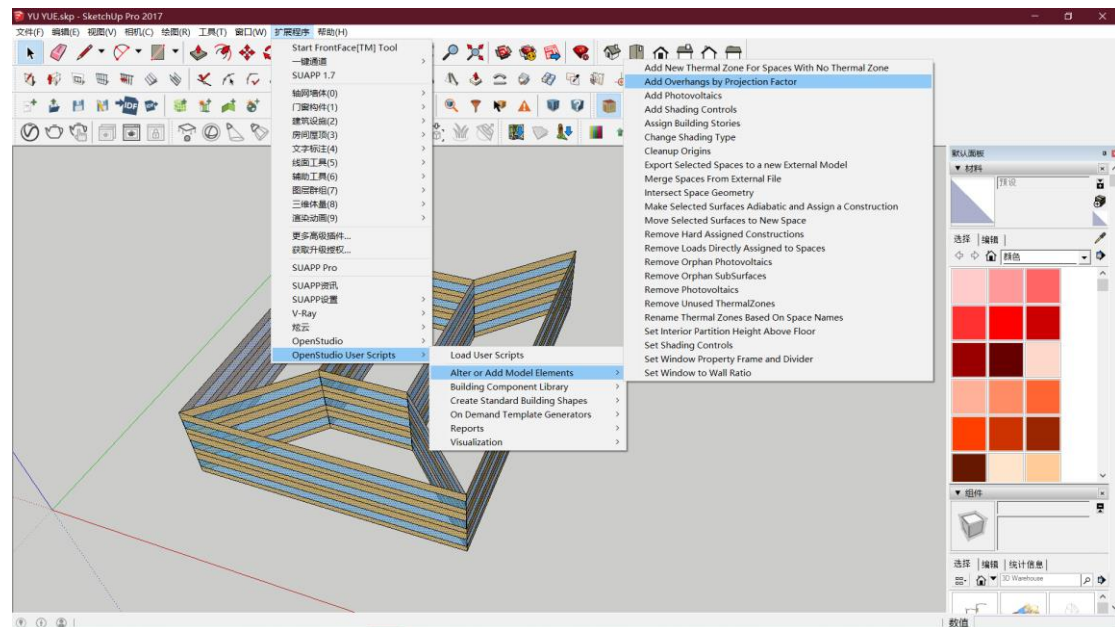 YU YUE.skp - SketchUp Pro 2017
文件(F) 编辑(E) 视图(V) 相机(C) 绘图(R) 工具(T) 窗口(W) 扩展程序 帮助(H)
Start FrontFace[TM] Tool
一键通道
SUAPP 1.7
轴网墙体(0)
门窗构件(1)
建筑设施(2)
房间屋顶(3)
文字标注(4)
线面工具(5)
辅助工具(6)
图层群组(7)
三维体量(8)
渲染动画(9)
更多高级插件...
获取升级授权...
SUAPP Pro
SUAPP资讯
SUAPP设置
V-Ray
炫云
OpenStudio
OpenStudio User Scripts
Load User Scripts
Alter or Add Model Elements
Building Component Library
Create Standard Building Shapes
On Demand Template Generators
Reports
Visualization
Add New Thermal Zone For Spaces With No Thermal Zone
Add Overhangs by Projection Factor
Add Photovoltaics
Add Shading Controls
Assign Building Stories
Change Shading Type
Cleanup Origins
Export Selected Spaces to a new External Model
Merge Spaces From External File
Intersect Space Geometry
Make Selected Surfaces Adiabatic and Assign a Construction
Move Selected Surfaces to New Space
Remove Hard Assigned Constructions
Remove Loads Directly Assigned to Spaces
Remove Orphan Photovoltaics
Remove Orphan SubSurfaces
Remove Photovoltaics
Remove Unused ThermalZones
Rename Thermal Zones Based On Space Names
Set Interior Partition Height Above Floor
Set Shading Controls
Set Window Property Frame and Divider
Set Window to Wall Ratio
默认面板
材料
预设
选择 编辑
颜色
组件
选择 编辑 统计信息
3D Warehouse
数值